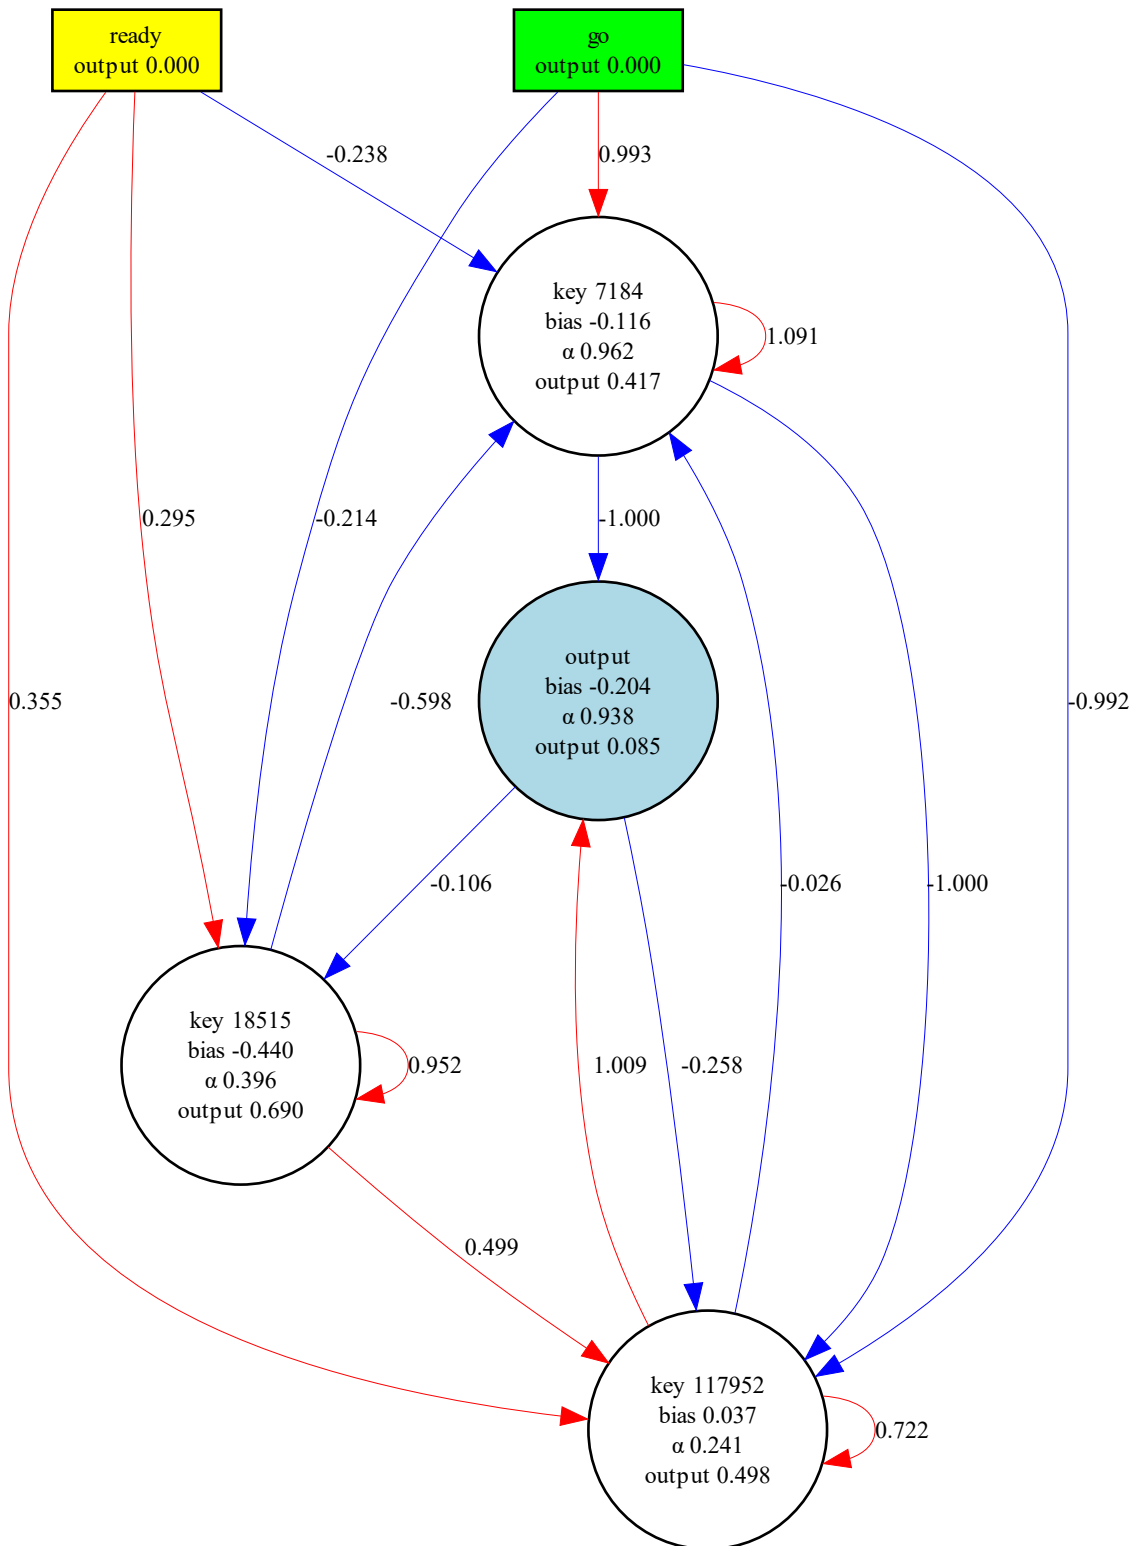 ready
output 0.000
go
output 0.000
-0.238
0.993
key 7184
bias -0.116
α 0.962
output 0.417
1.091
0.295
-0.214
-1.000
output
bias -0.204
α 0.938
output 0.085
0.355
-0.598
-0.992
-0.106
-0.026
-1.000
key 18515
bias -0.440
α 0.396
output 0.690
0.952
1.009
-0.258
0.499
key 117952
bias 0.037
α 0.241
output 0.498
0.722